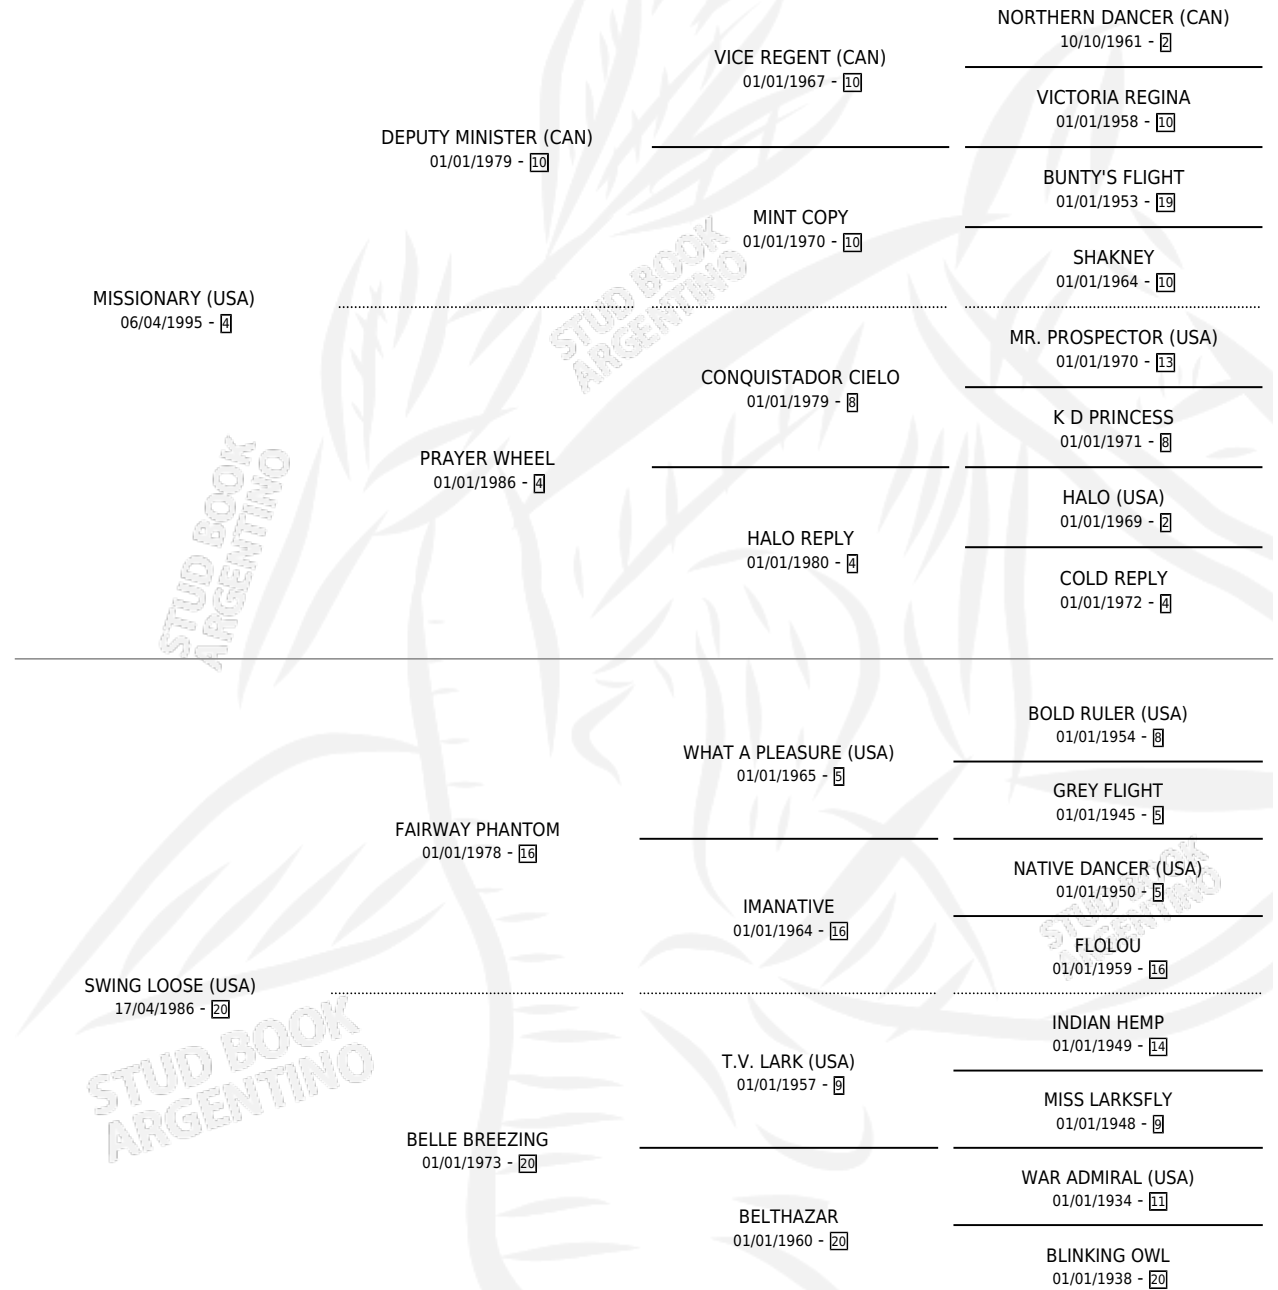 NORTHERN DANCER (CAN)
10/10/1961 - 2
VICE REGENT (CAN)
01/01/1967 - 10
VICTORIA REGINA
01/01/1958 - 10
DEPUTY MINISTER (CAN)
01/01/1979 - 10
BUNTY'S FLIGHT
01/01/1953 - 19
MINT COPY
01/01/1970 - 10
SHAKNEY
01/01/1964 - 10
MISSIONARY (USA)
06/04/1995 - 4
MR. PROSPECTOR (USA)
01/01/1970 - 13
CONQUISTADOR CIELO
01/01/1979 - 8
K D PRINCESS
01/01/1971 - 8
PRAYER WHEEL
01/01/1986 - 4
HALO (USA)
01/01/1969 - 2
HALO REPLY
01/01/1980 - 4
COLD REPLY
01/01/1972 - 4
BOLD RULER (USA)
01/01/1954 - 8
WHAT A PLEASURE (USA)
01/01/1965 - 5
GREY FLIGHT
01/01/1945 - 5
FAIRWAY PHANTOM
01/01/1978 - 16
NATIVE DANCER (USA)
01/01/1950 - 5
IMANATIVE
01/01/1964 - 16
FLOLOU
01/01/1959 - 16
SWING LOOSE (USA)
17/04/1986 - 20
INDIAN HEMP
01/01/1949 - 14
T.V. LARK (USA)
01/01/1957 - 9
MISS LARKSFLY
01/01/1948 - 9
BELLE BREEZING
01/01/1973 - 20
WAR ADMIRAL (USA)
01/01/1934 - 11
BELTHAZAR
01/01/1960 - 20
BLINKING OWL
01/01/1938 - 20
STUD BOOK
ARGENTINO
STUD BOOK
ARGENTINO
STUD BOOK
ARGENTINO
STUD BOOK
ARGENTINO